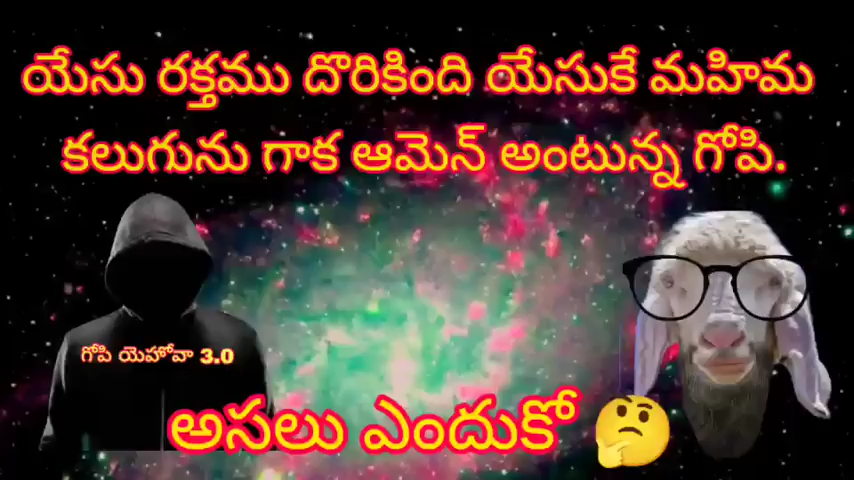 యేసు రక్తము దొరికింది యేసుకే మహిమ
కలుగును గాక ఆమెన్ అంటున్న గోపి.
గోపి యెహోవా 3.0
అసలు ఎందుకో 🤔